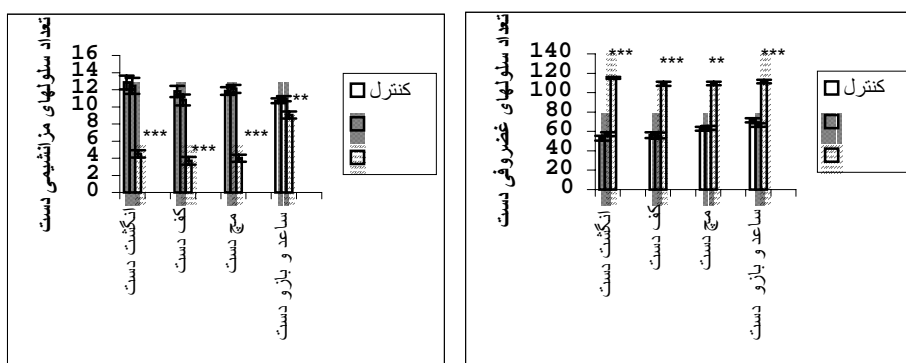 تعداد سلولهای مزانشیمی دست
16
14
12
10
8
6
4
2
0
***
***
***
**
انگشت دست
کف دست
مچ دست
ساعد و بازو دست
کنترل
تعداد سلولهای غضروفی دست
140
120
100
80
60
40
20
0
***
***
**
***
انگشت دست
کف دست
مچ دست
ساعد و بازو دست
کنترل